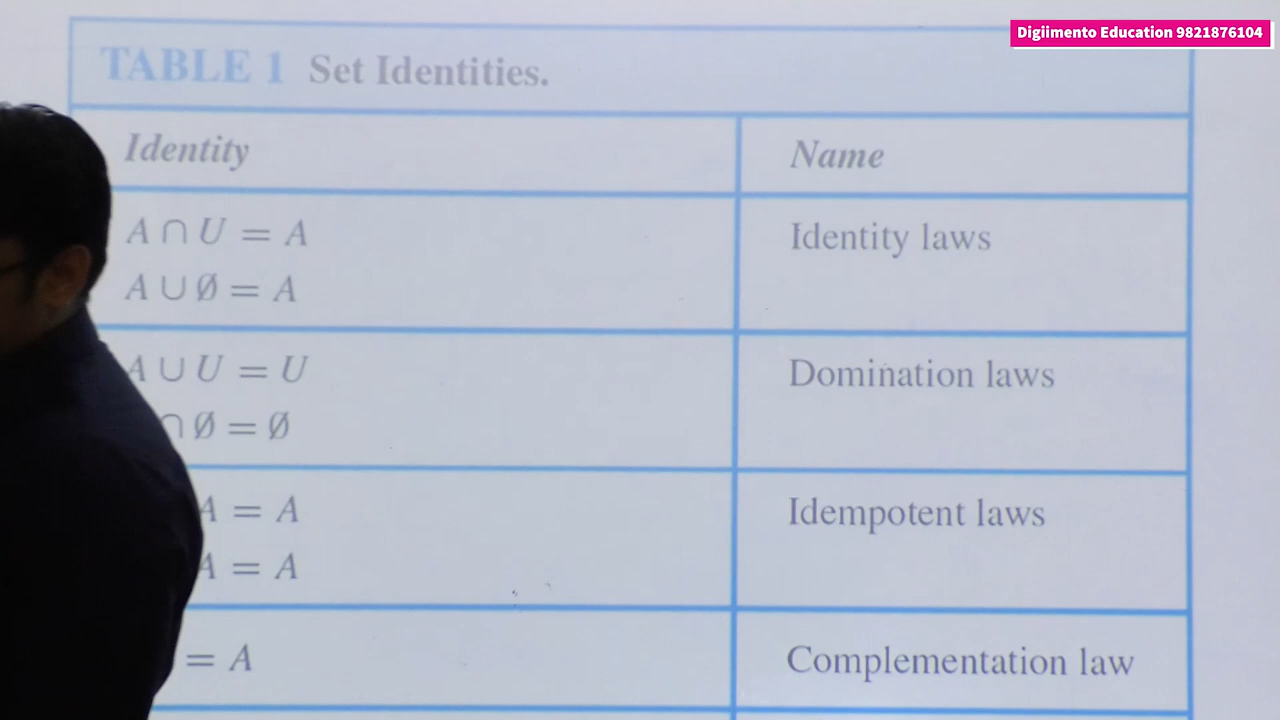 Digiimento Education 9821876104
TABLE 1 Set Identities.
Identity
Name
A ∩ U = A
Identity laws
A ∪ Ø = A
A ∪ U = U
Domination laws
∩ Ø = Ø
A = A
Idempotent laws
A = A
= A
Complementation law